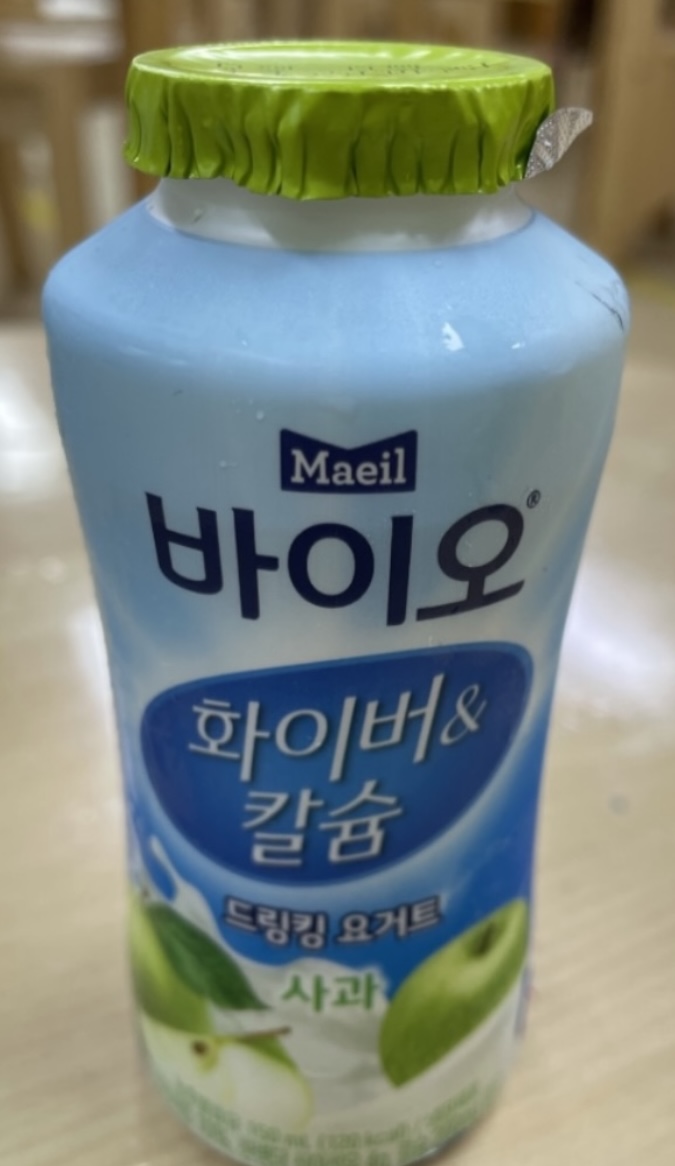 Maeil
바이오®
화이버&
칼슘
드링킹 요거트
사과